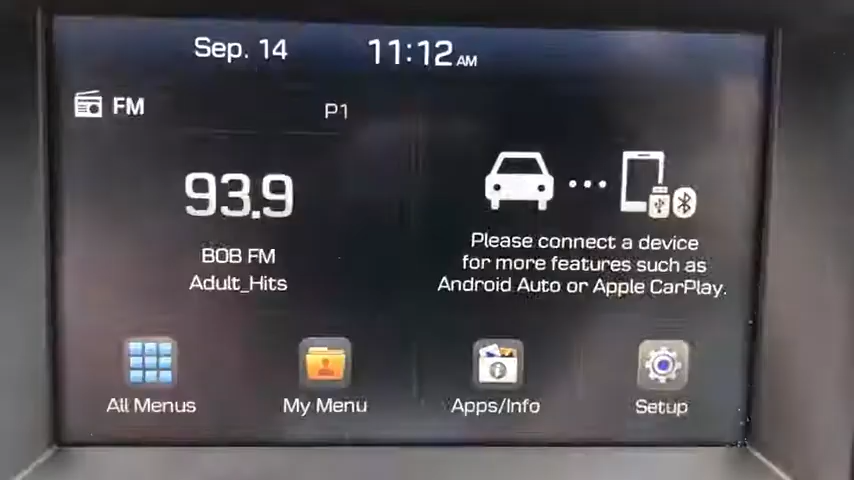 Sep. 14 11:12 AM
FM P1
93.9
BOB FM
Adult_Hits
Please connect a device
for more features such as
Android Auto or Apple CarPlay.
All Menus My Menu Apps/Info Setup